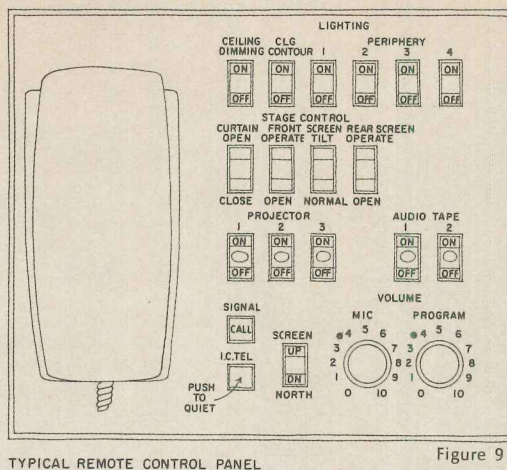 LIGHTING
CEILING CLG PERIPHERY
DIMMING CONTOUR 1 2 3 4
ON ON ON ON ON ON
OFF OFF OFF OFF OFF OFF
STAGE CONTROL
CURTAIN FRONT SCREEN REAR SCREEN
OPEN OPERATE TILT OPERATE
CLOSE OPEN NORMAL OPEN
PROJECTOR
1 2 3
ON ON ON
OFF OFF OFF
AUDIO TAPE
1 2
ON ON
OFF OFF
VOLUME
SIGNAL
CALL
I.C.TEL
PUSH
TO
QUIET
SCREEN
UP
DN
NORTH
MIC
0 1 2 3 4 5 6 7 8 9 10
PROGRAM
0 1 2 3 4 5 6 7 8 9 10
TYPICAL REMOTE CONTROL PANEL
Figure 9